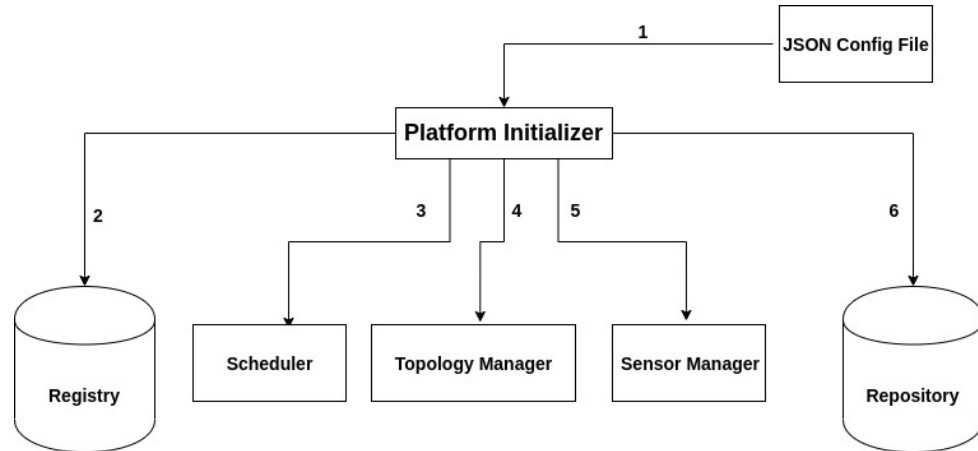 1
JSON Config File
Platform Initializer
2
3
4
5
6
Registry
Scheduler
Topology Manager
Sensor Manager
Repository